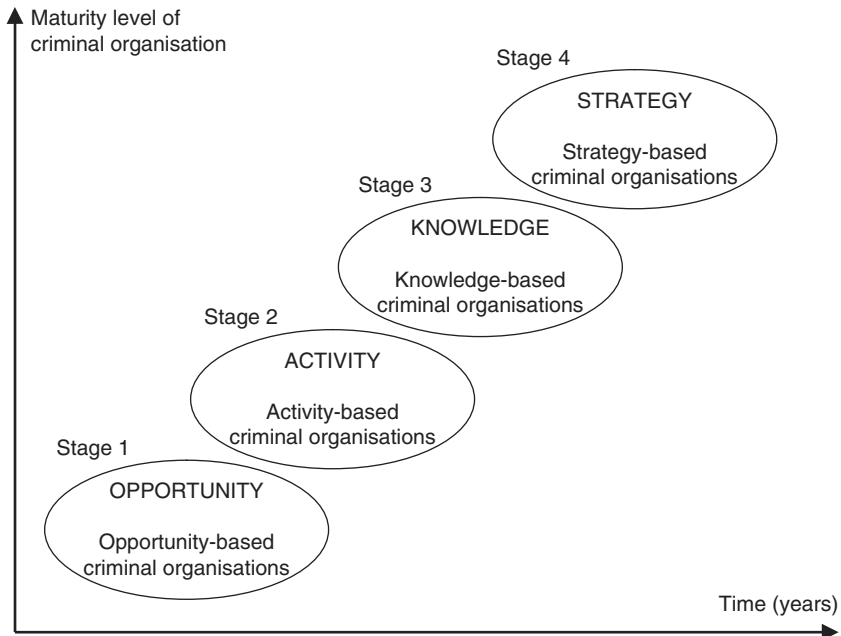 Maturity level of
criminal organisation
Stage 4
STRATEGY
Strategy-based
criminal organisations
Stage 3
KNOWLEDGE
Knowledge-based
criminal organisations
Stage 2
ACTIVITY
Activity-based
criminal organisations
Stage 1
OPPORTUNITY
Opportunity-based
criminal organisations
Time (years)